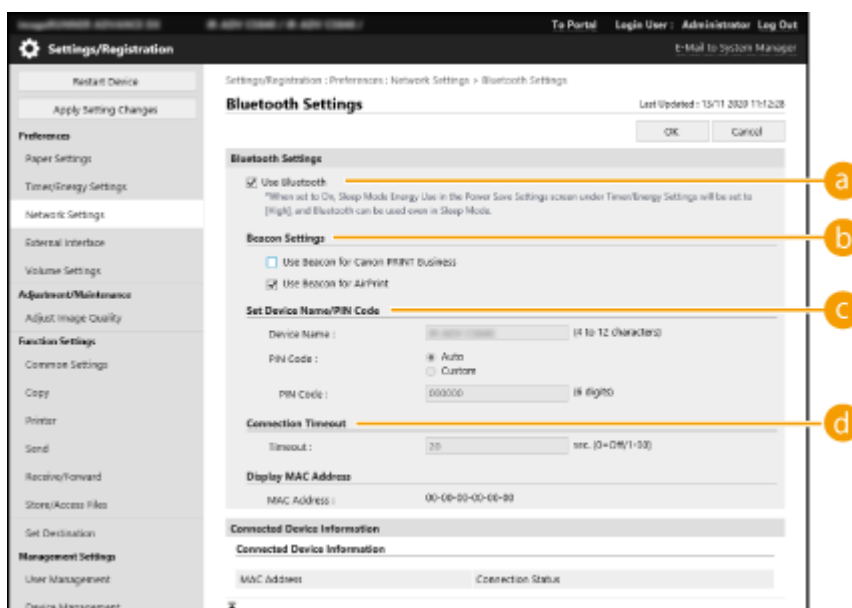 To Portal Login User : Administrator Log Out
Settings/Registration
E-Mail to System Manager
Restart Device
Apply Setting Changes
Preferences
Paper Settings
Timer/Energy Settings
Network Settings
External Interface
Volume Settings
Adjustment/Maintenance
Adjust Image Quality
Function Settings
Common Settings
Copy
Printer
Send
Receive/Forward
Store/Access Files
Set Destination
Management Settings
User Management
Device Management
Settings/Registration : Preferences : Network Settings > Bluetooth Settings
Bluetooth Settings
Last Updated : 13/11 2020 11:12:28
OK Cancel
Bluetooth Settings
Use Bluetooth
*When set to On, Sleep Mode Energy Use in the Power Save Settings screen under Timer/Energy Settings will be set to
[High], and Bluetooth can be used even in Sleep Mode.
Beacon Settings
Use Beacon for Canon PRINT Business
Use Beacon for AirPrint
Set Device Name/PIN Code
Device Name : (4 to 12 characters)
PIN Code : Auto
Custom
PIN Code : 000000 (6 digits)
Connection Timeout
Timeout : 20 sec. (0=Off/1-30)
Display MAC Address
MAC Address : 00-00-00-00-00-00
Connected Device Information
Connected Device Information
MAC Address Connection Status
a
b
c
d